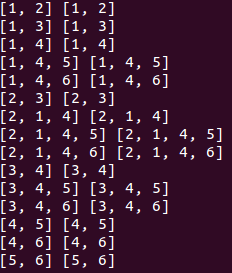 [1, 2] [1, 2]
[1, 3] [1, 3]
[1, 4] [1, 4]
[1, 4, 5] [1, 4, 5]
[1, 4, 6] [1, 4, 6]
[2, 3] [2, 3]
[2, 1, 4] [2, 1, 4]
[2, 1, 4, 5] [2, 1, 4, 5]
[2, 1, 4, 6] [2, 1, 4, 6]
[3, 4] [3, 4]
[3, 4, 5] [3, 4, 5]
[3, 4, 6] [3, 4, 6]
[4, 5] [4, 5]
[4, 6] [4, 6]
[5, 6] [5, 6]